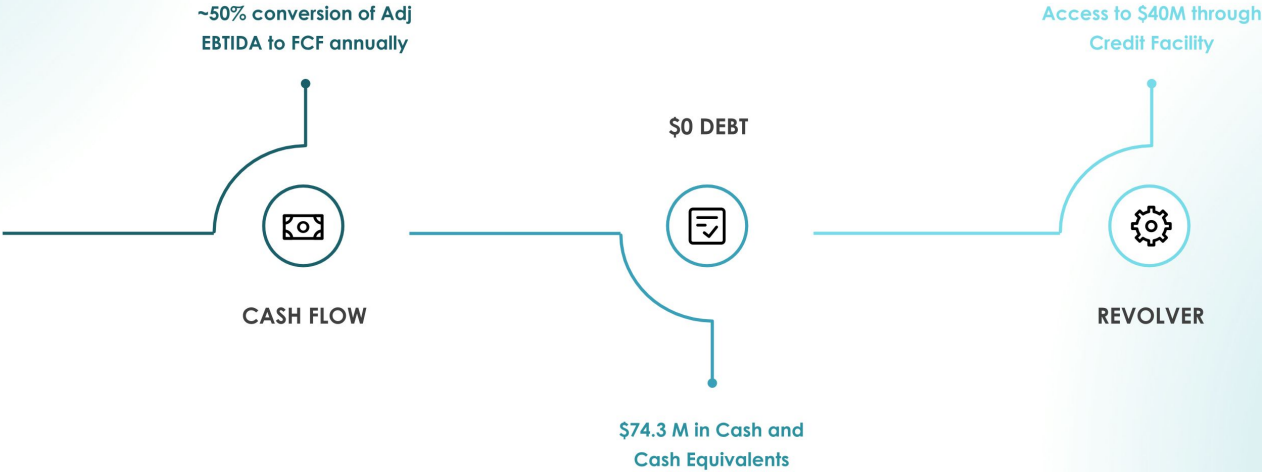 ~50% conversion of Adj
EBTIDA to FCF annually
CASH FLOW
$0 DEBT
$74.3 M in Cash and
Cash Equivalents
Access to $40M through
Credit Facility
REVOLVER